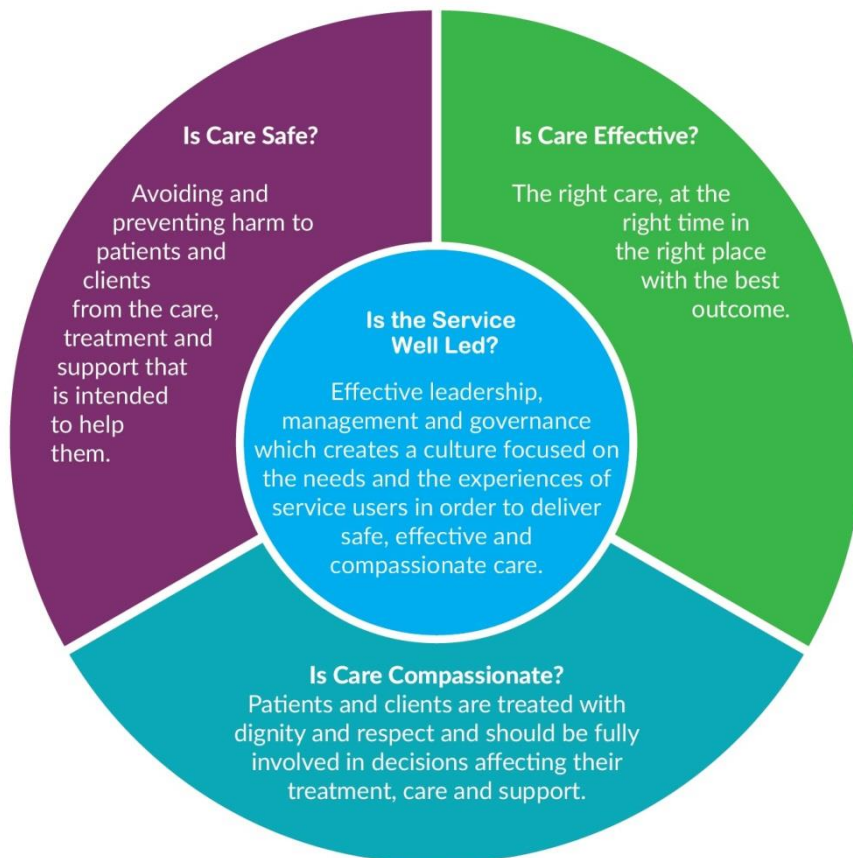 Is Care Safe?
Avoiding and
preventing harm to
patients and
clients
from the care,
treatment and
support that
is intended
to help
them.
Is Care Effective?
The right care, at the
right time in
the right place
with the best
outcome.
Is the Service
Well Led?
Effective leadership,
management and governance
which creates a culture focused on
the needs and the experiences of
service users in order to deliver
safe, effective and
compassionate care.
Is Care Compassionate?
Patients and clients are treated with
dignity and respect and should be fully
involved in decisions affecting their
treatment, care and support.